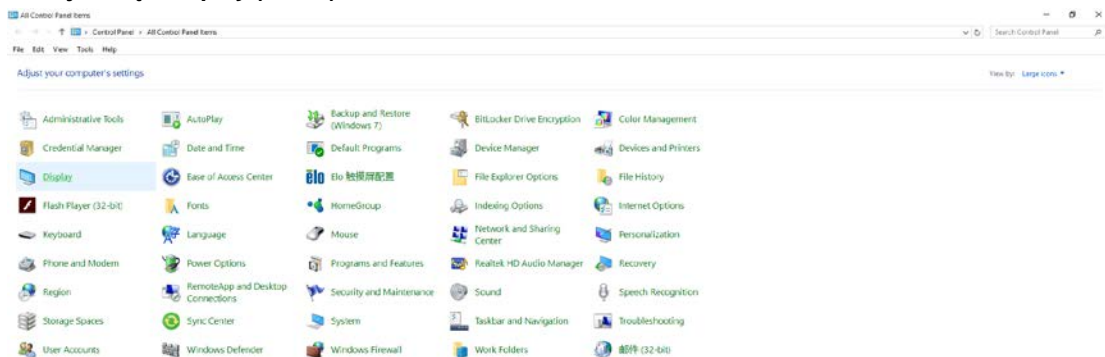 All Control Panel Items
Control Panel > All Control Panel Items
Search Control Panel
File Edit View Tools Help
Adjust your computer's settings
View by: Large icons
Administrative Tools
AutoPlay
Backup and Restore
(Windows 7)
BitLocker Drive Encryption
Color Management
Credential Manager
Date and Time
Default Programs
Device Manager
Devices and Printers
Display
Ease of Access Center
elo Elo 触摸屏配置
File Explorer Options
File History
Flash Player (32-bit)
Fonts
HomeGroup
Indexing Options
Internet Options
Keyboard
Language
Mouse
Network and Sharing
Center
Personalization
Phone and Modem
Power Options
Programs and Features
Realtek HD Audio Manager
Recovery
Region
RemoteApp and Desktop
Connections
Security and Maintenance
Sound
Speech Recognition
Storage Spaces
Sync Center
System
Taskbar and Navigation
Troubleshooting
User Accounts
Windows Defender
Windows Firewall
Work Folders
邮件 (32-bit)